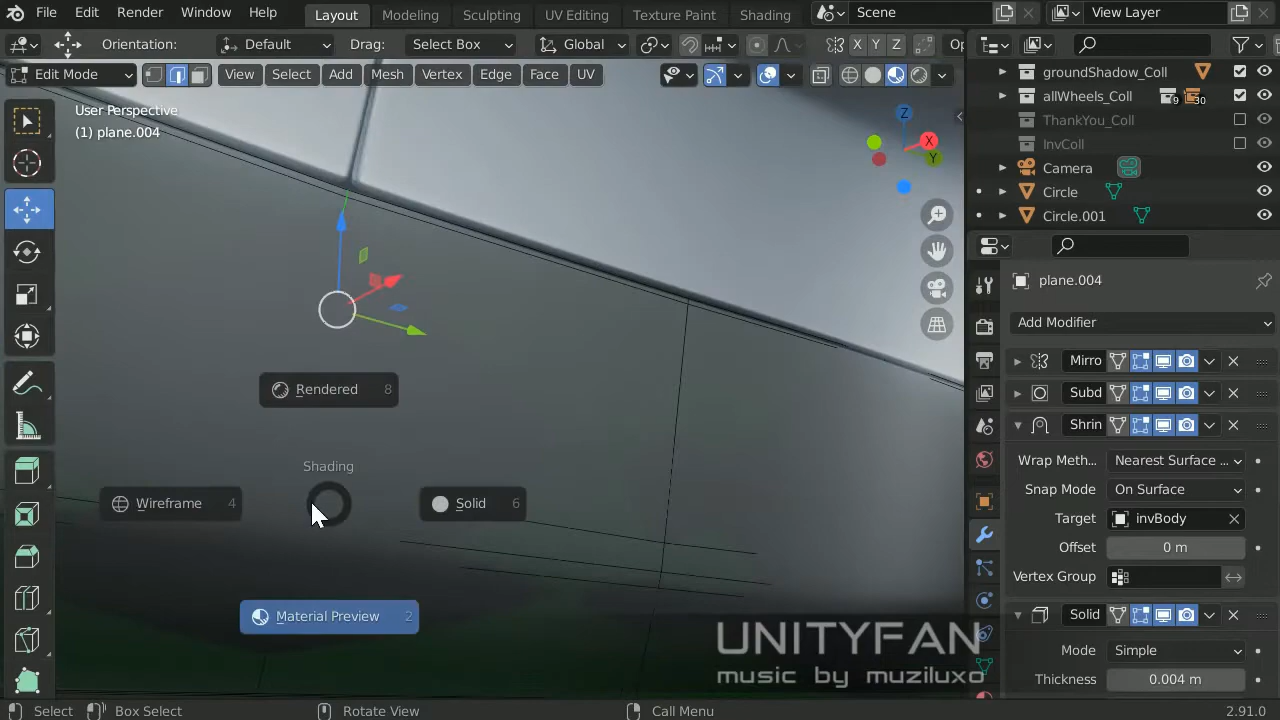 File Edit Render Window Help Layout Modeling Sculpting UV Editing Texture Paint Shading Scene View Layer
Orientation: Default Drag: Select Box Global Op
Edit Mode View Select Add Mesh Vertex Edge Face UV
User Perspective
(1) plane.004
Z
X
Y
Rendered 8
Shading
Wireframe 4
Solid 6
Material Preview 2
UNITYFAN
music by muziluxo
X Y Z
groundShadow_Coll
allWheels_Coll 9 30
ThankYou_Coll
InvColl
Camera
Circle
Circle.001
plane.004
Add Modifier
Mirro
Subd
Shrin
Wrap Meth... Nearest Surface ...
Snap Mode On Surface
Target invBody
Offset 0 m
Vertex Group
Solid
Mode Simple
Thickness 0.004 m
Select Box Select Rotate View Call Menu 2.91.0